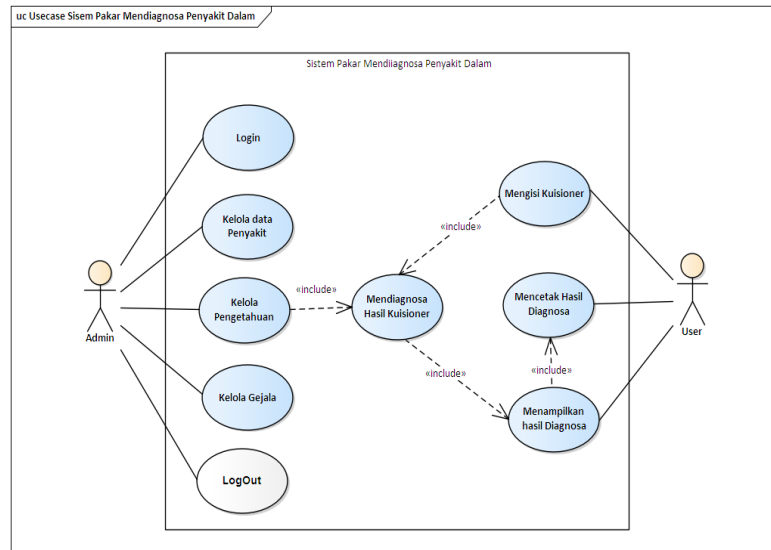 uc Usecase Sisem Pakar Mendiagnosa Penyakit Dalam
Sistem Pakar Mendiiagnosa Penyakit Dalam
Login
Mengisi Kuisioner
Kelola data
Penyakit
«include»
«include»
Kelola
Pengetahuan
Mendiagnosa
Hasil Kuisioner
Mencetak Hasil
Diagnosa
Admin
User
«include»
«include»
Kelola Gejala
Menampilkan
hasil Diagnosa
LogOut